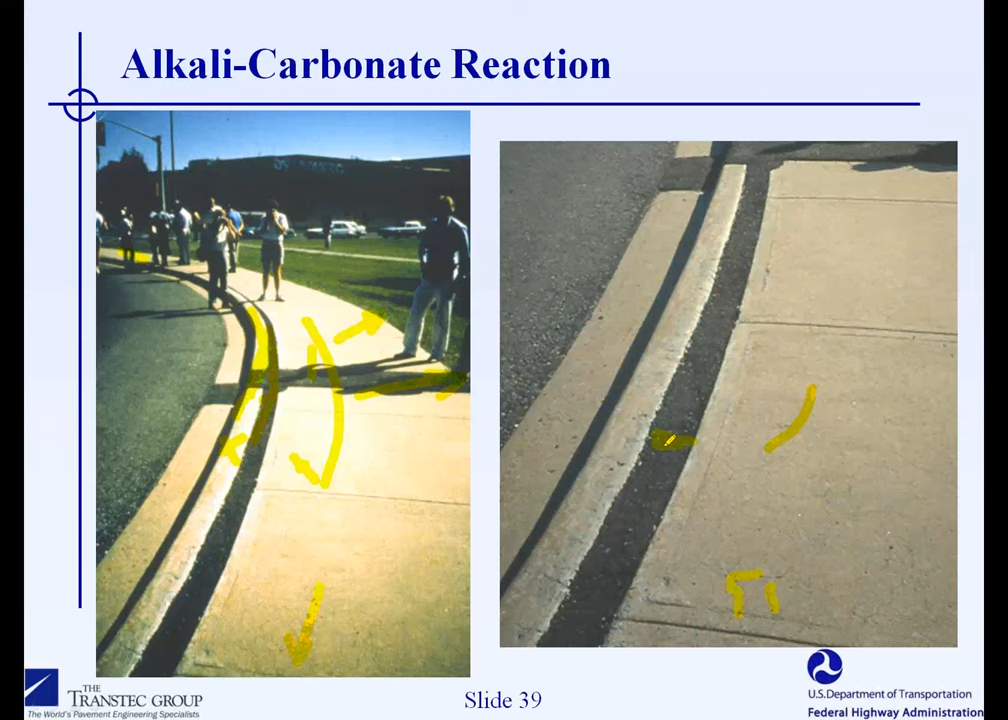 Alkali-Carbonate Reaction
THE
TRANSTEC GROUP
The World's Pavement Engineering Specialists
Slide 39
U.S.Department of Transportation
Federal Highway Administration